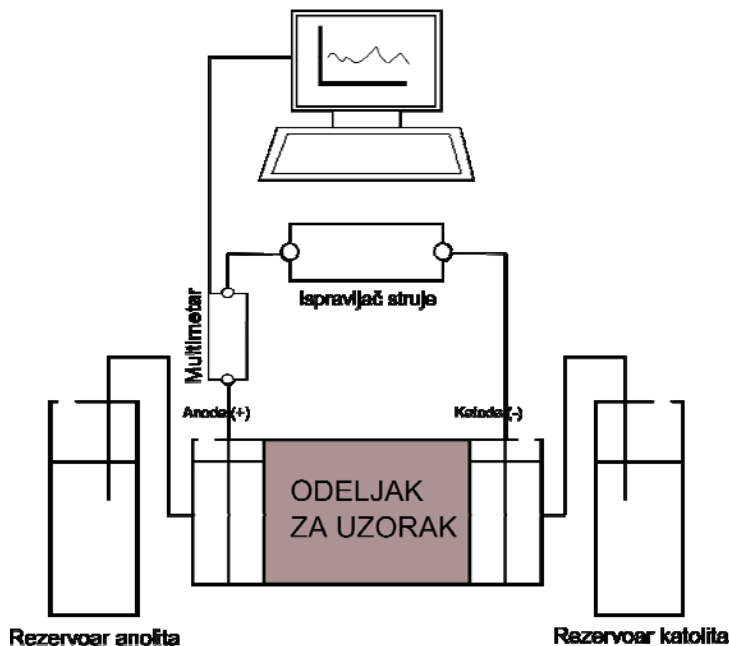 Ispravljač struje
Multimetar
Anoda (+)
Katoda (-)
ODELJAK
ZA UZORAK
Rezervoar anolita
Rezervoar katolita